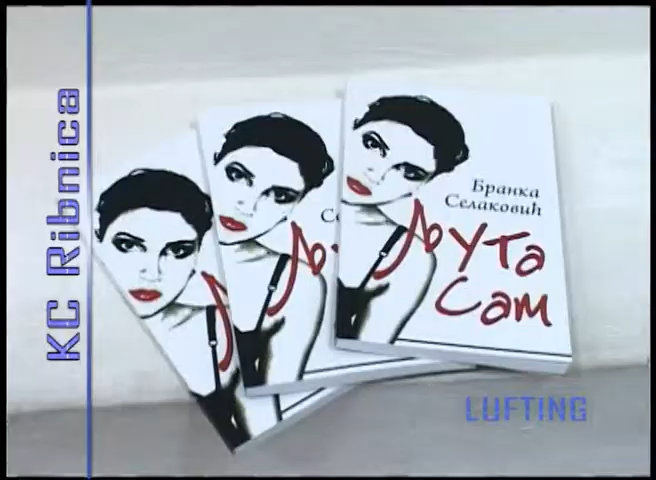 KC Ribnica
Бранка
Селаковић
Љута
сам
LUFTING